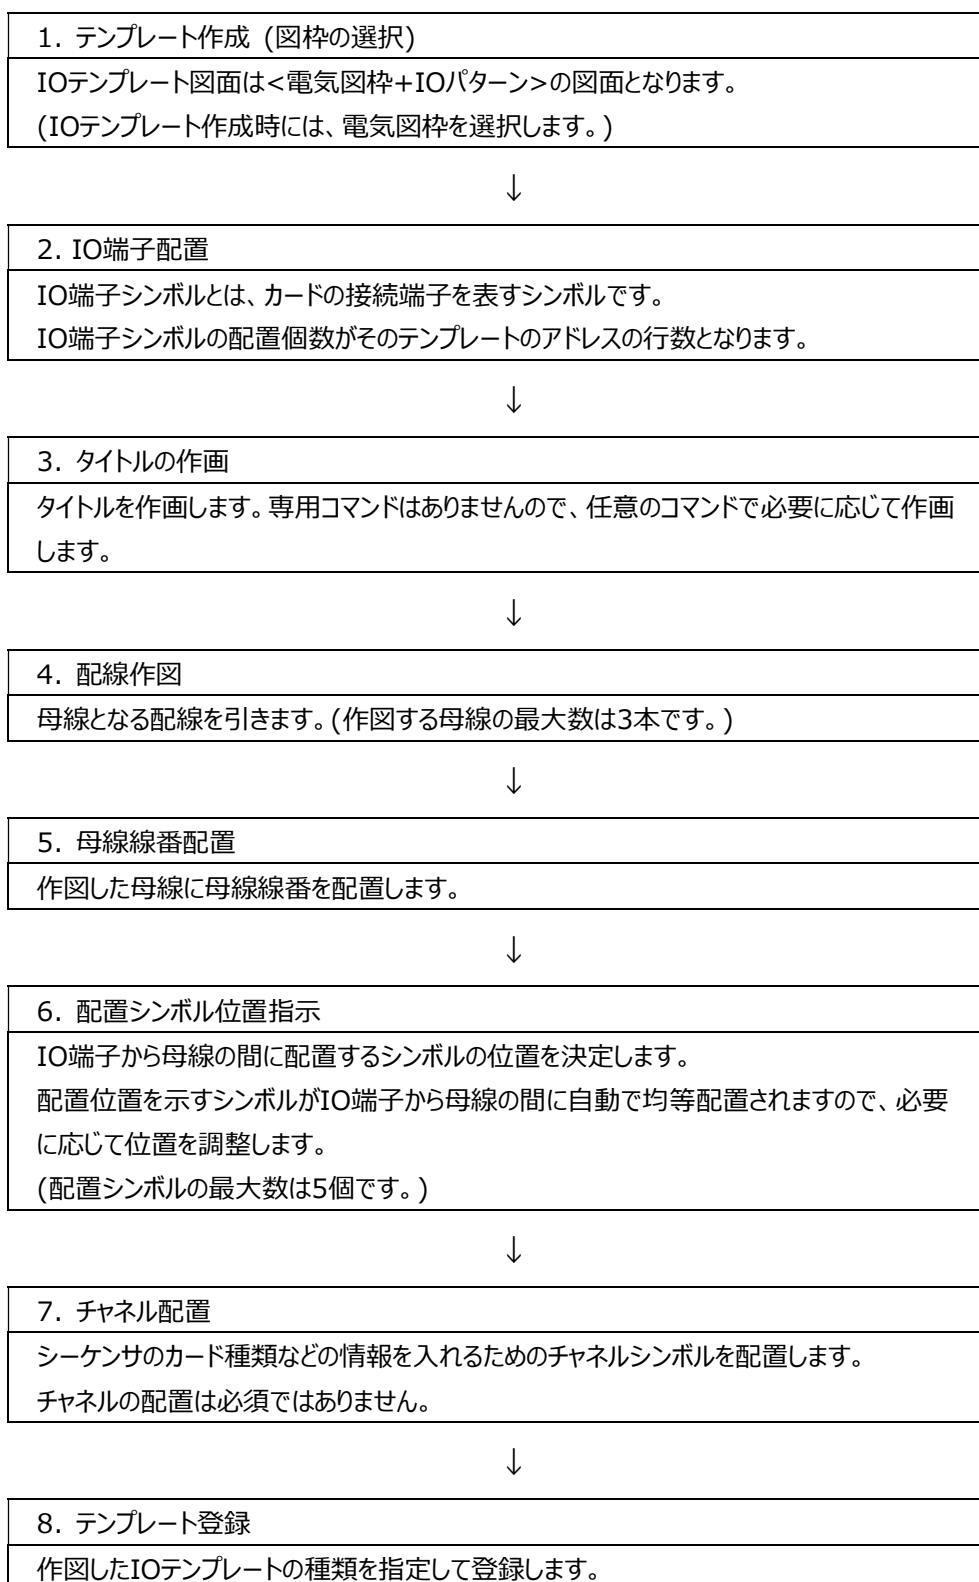 1. テンプレート作成 (図枠の選択)
IOテンプレート図面は<電気図枠+IOパターン>の図面となります。
(IOテンプレート作成時には、電気図枠を選択します。)
↓
2. IO端子配置
IO端子シンボルとは、カードの接続端子を表すシンボルです。
IO端子シンボルの配置個数がそのテンプレートのアドレスの行数となります。
↓
3. タイトルの作画
タイトルを作画します。専用コマンドはありませんので、任意のコマンドで必要に応じて作画
します。
↓
4. 配線作図
母線となる配線を引きます。(作図する母線の最大数は3本です。)
↓
5. 母線線番配置
作図した母線に母線線番を配置します。
↓
6. 配置シンボル位置指示
IO端子から母線の間に配置するシンボルの位置を決定します。
配置位置を示すシンボルがIO端子から母線の間に自動で均等配置されますので、必要
に応じて位置を調整します。
(配置シンボルの最大数は5個です。)
↓
7. チャネル配置
シーケンサのカード種類などの情報を入れるためのチャネルシンボルを配置します。
チャネルの配置は必須ではありません。
↓
8. テンプレート登録
作図したIOテンプレートの種類を指定して登録します。